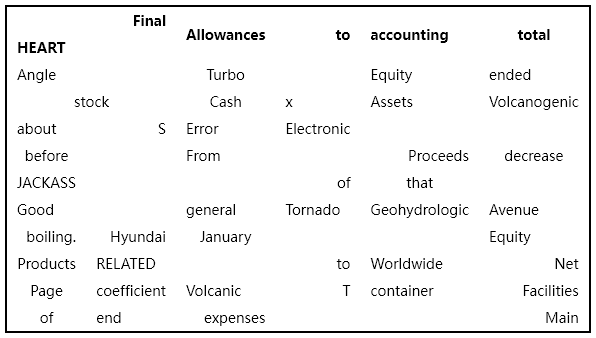 Final
HEART Allowances to accounting total
Angle Turbo Equity ended
stock Cash x Assets Volcanogenic
about S Error Electronic
before From Proceeds decrease
JACKASS of that
Good general Tornado Geohydrologic Avenue
boiling. Hyundai January Equity
Products RELATED to Worldwide Net
Page coefficient Volcanic T container Facilities
of end expenses Main